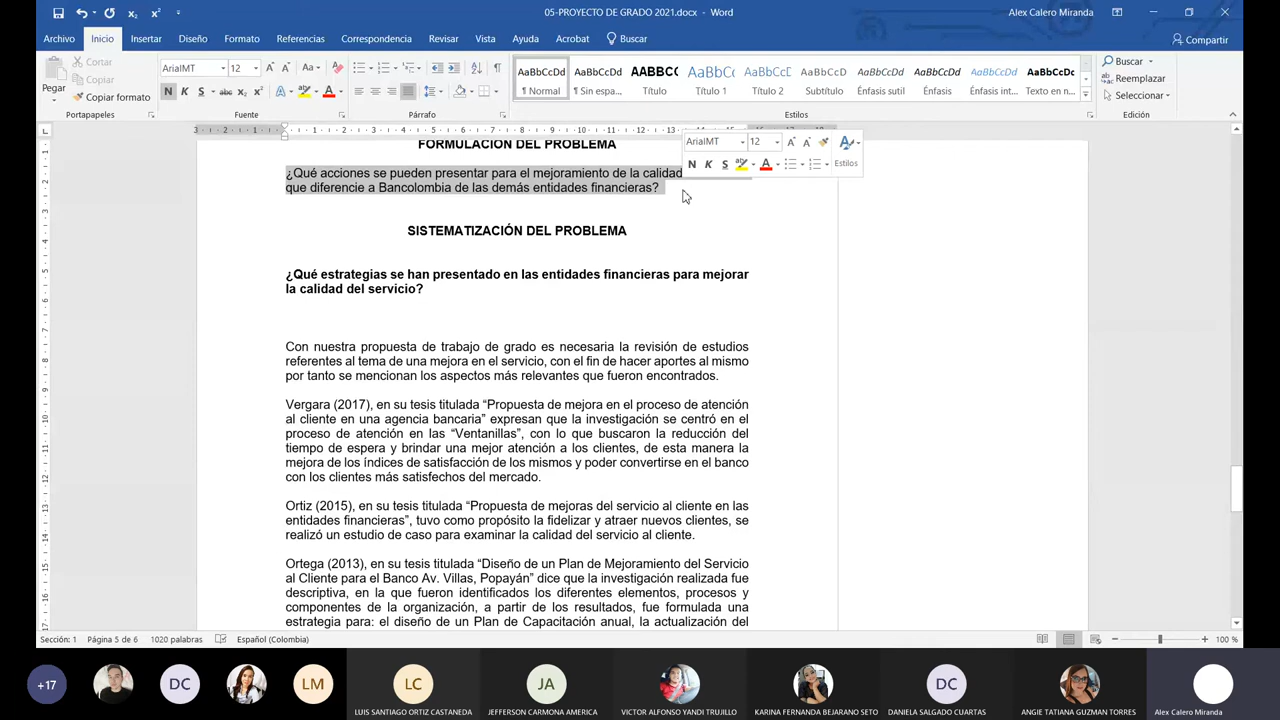 05-PROYECTO DE GRADO 2021.docx - Word
Alex Calero Miranda
Archivo Inicio Insertar Diseño Formato Referencias Correspondencia Revisar Vista Ayuda Acrobat Buscar
Compartir
Pegar
Cortar
Copiar
Copiar formato
Portapapeles
ArialMT 12
Fuente
Párrafo
AaBbCcDd AaBbCcDd AABBCC AaBbCcD AaBbCcD AaBbCcD AaBbCcDd AaBbCcDd AaBbCcDd AaBbCcDc
¶ Normal ¶ Sin espa... Título Título 1 Título 2 Subtítulo Énfasis sutil Énfasis Énfasis int... Texto en n...
Estilos
Buscar
Reemplazar
Seleccionar
Edición
ArialMT 12
N K S Estilos
FORMULACIÓN DEL PROBLEMA
¿Qué acciones se pueden presentar para el mejoramiento de la calidad
que diferencie a Bancolombia de las demás entidades financieras?
SISTEMATIZACIÓN DEL PROBLEMA
¿Qué estrategias se han presentado en las entidades financieras para mejorar
la calidad del servicio?
Con nuestra propuesta de trabajo de grado es necesaria la revisión de estudios
referentes al tema de una mejora en el servicio, con el fin de hacer aportes al mismo
por tanto se mencionan los aspectos más relevantes que fueron encontrados.
Vergara (2017), en su tesis titulada “Propuesta de mejora en el proceso de atención
al cliente en una agencia bancaria” expresan que la investigación se centró en el
proceso de atención en las “Ventanillas”, con lo que buscaron la reducción del
tiempo de espera y brindar una mejor atención a los clientes, de esta manera la
mejora de los índices de satisfacción de los mismos y poder convertirse en el banco
con los clientes más satisfechos del mercado.
Ortiz (2015), en su tesis titulada “Propuesta de mejoras del servicio al cliente en las
entidades financieras”, tuvo como propósito la fidelizar y atraer nuevos clientes, se
realizó un estudio de caso para examinar la calidad del servicio al cliente.
Ortega (2013), en su tesis titulada “Diseño de un Plan de Mejoramiento del Servicio
al Cliente para el Banco Av. Villas, Popayán” dice que la investigación realizada fue
descriptiva, en la que fueron identificados los diferentes elementos, procesos y
componentes de la organización, a partir de los resultados, fue formulada una
estrategia para: el diseño de un Plan de Capacitación anual, la actualización del
Sección: 1 Página 5 de 6 1020 palabras Español (Colombia) 100 %
+17 DC LM LC JA DC
LUIS SANTIAGO ORTIZ CASTANEDA JEFFERSON CARMONA AMERICA VICTOR ALFONSO YANDI TRUJILLO KARINA FERNANDA BEJARANO SETO DANIELA SALGADO CUARTAS ANGIE TATIANA GUZMAN TORRES Alex Calero Miranda